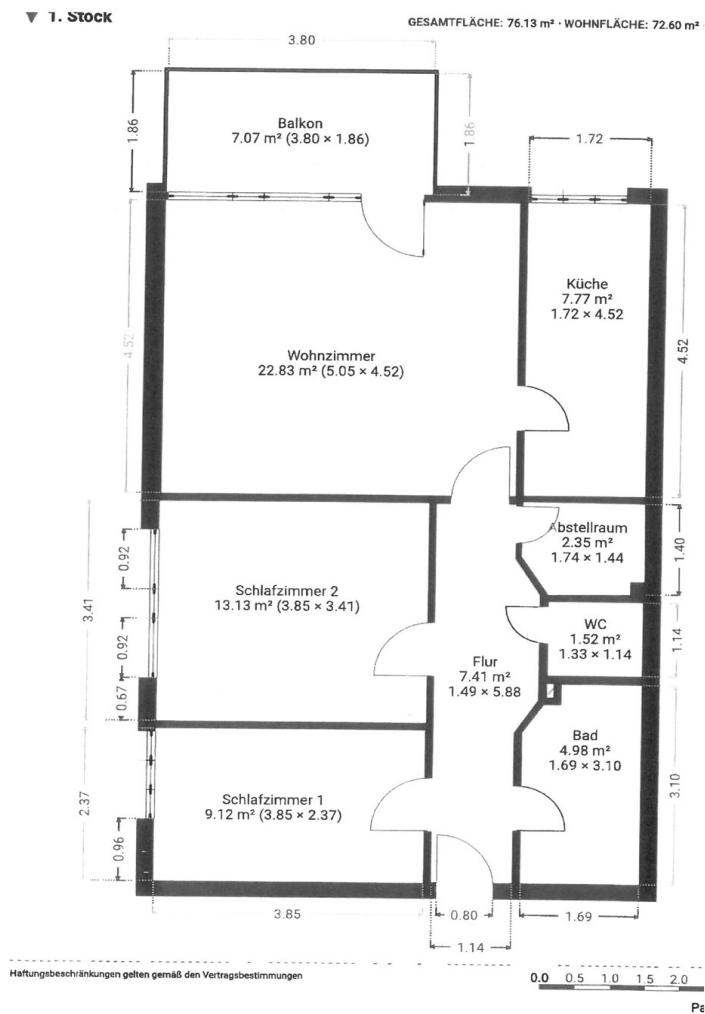 ▼ 1. Stock
GESAMTFLÄCHE: 76.13 m² · WOHNFLÄCHE: 72.60 m² ·
3.80
1.86
Balkon
7.07 m² (3.80 × 1.86)
1.86
1.72
4.52
Wohnzimmer
22.83 m² (5.05 × 4.52)
Küche
7.77 m²
1.72 × 4.52
4.52
Abstellraum
2.35 m²
1.74 × 1.44
1.40
0.92
3.41
Schlafzimmer 2
13.13 m² (3.85 × 3.41)
0.92
0.67
WC
1.52 m²
1.33 × 1.14
1.14
Flur
7.41 m²
1.49 × 5.88
Bad
4.98 m²
1.69 × 3.10
3.10
2.37
Schlafzimmer 1
9.12 m² (3.85 × 2.37)
0.96
3.85
0.80
1.69
1.14
Haftungsbeschränkungen gelten gemäß den Vertragsbestimmungen
0.0 0.5 1.0 1.5 2.0